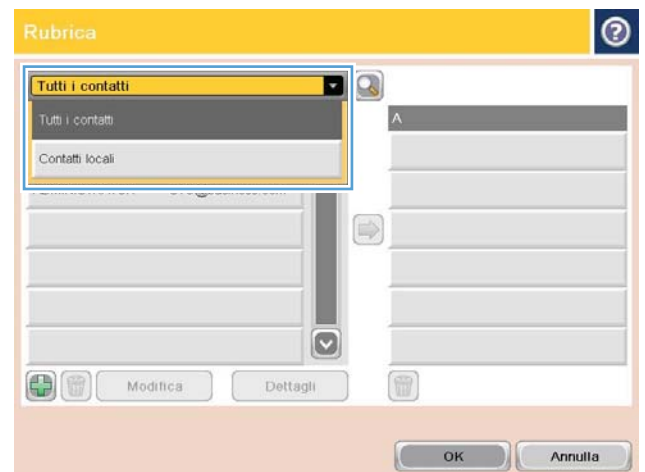 Rubrica
Tutti i contatti
Tutti i contatti
A
Contatti locali
Modifica
Dettagli
OK
Annulla